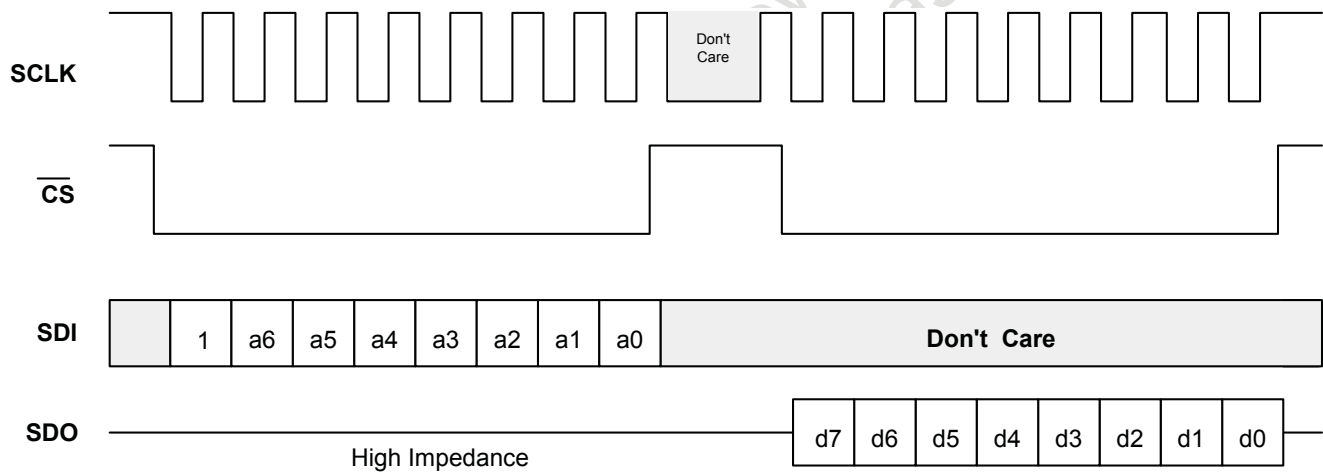 Don't
Care
SCLK
CS
SDI
1 a6 a5 a4 a3 a2 a1 a0 Don't Care
SDO
d7 d6 d5 d4 d3 d2 d1 d0
High Impedance